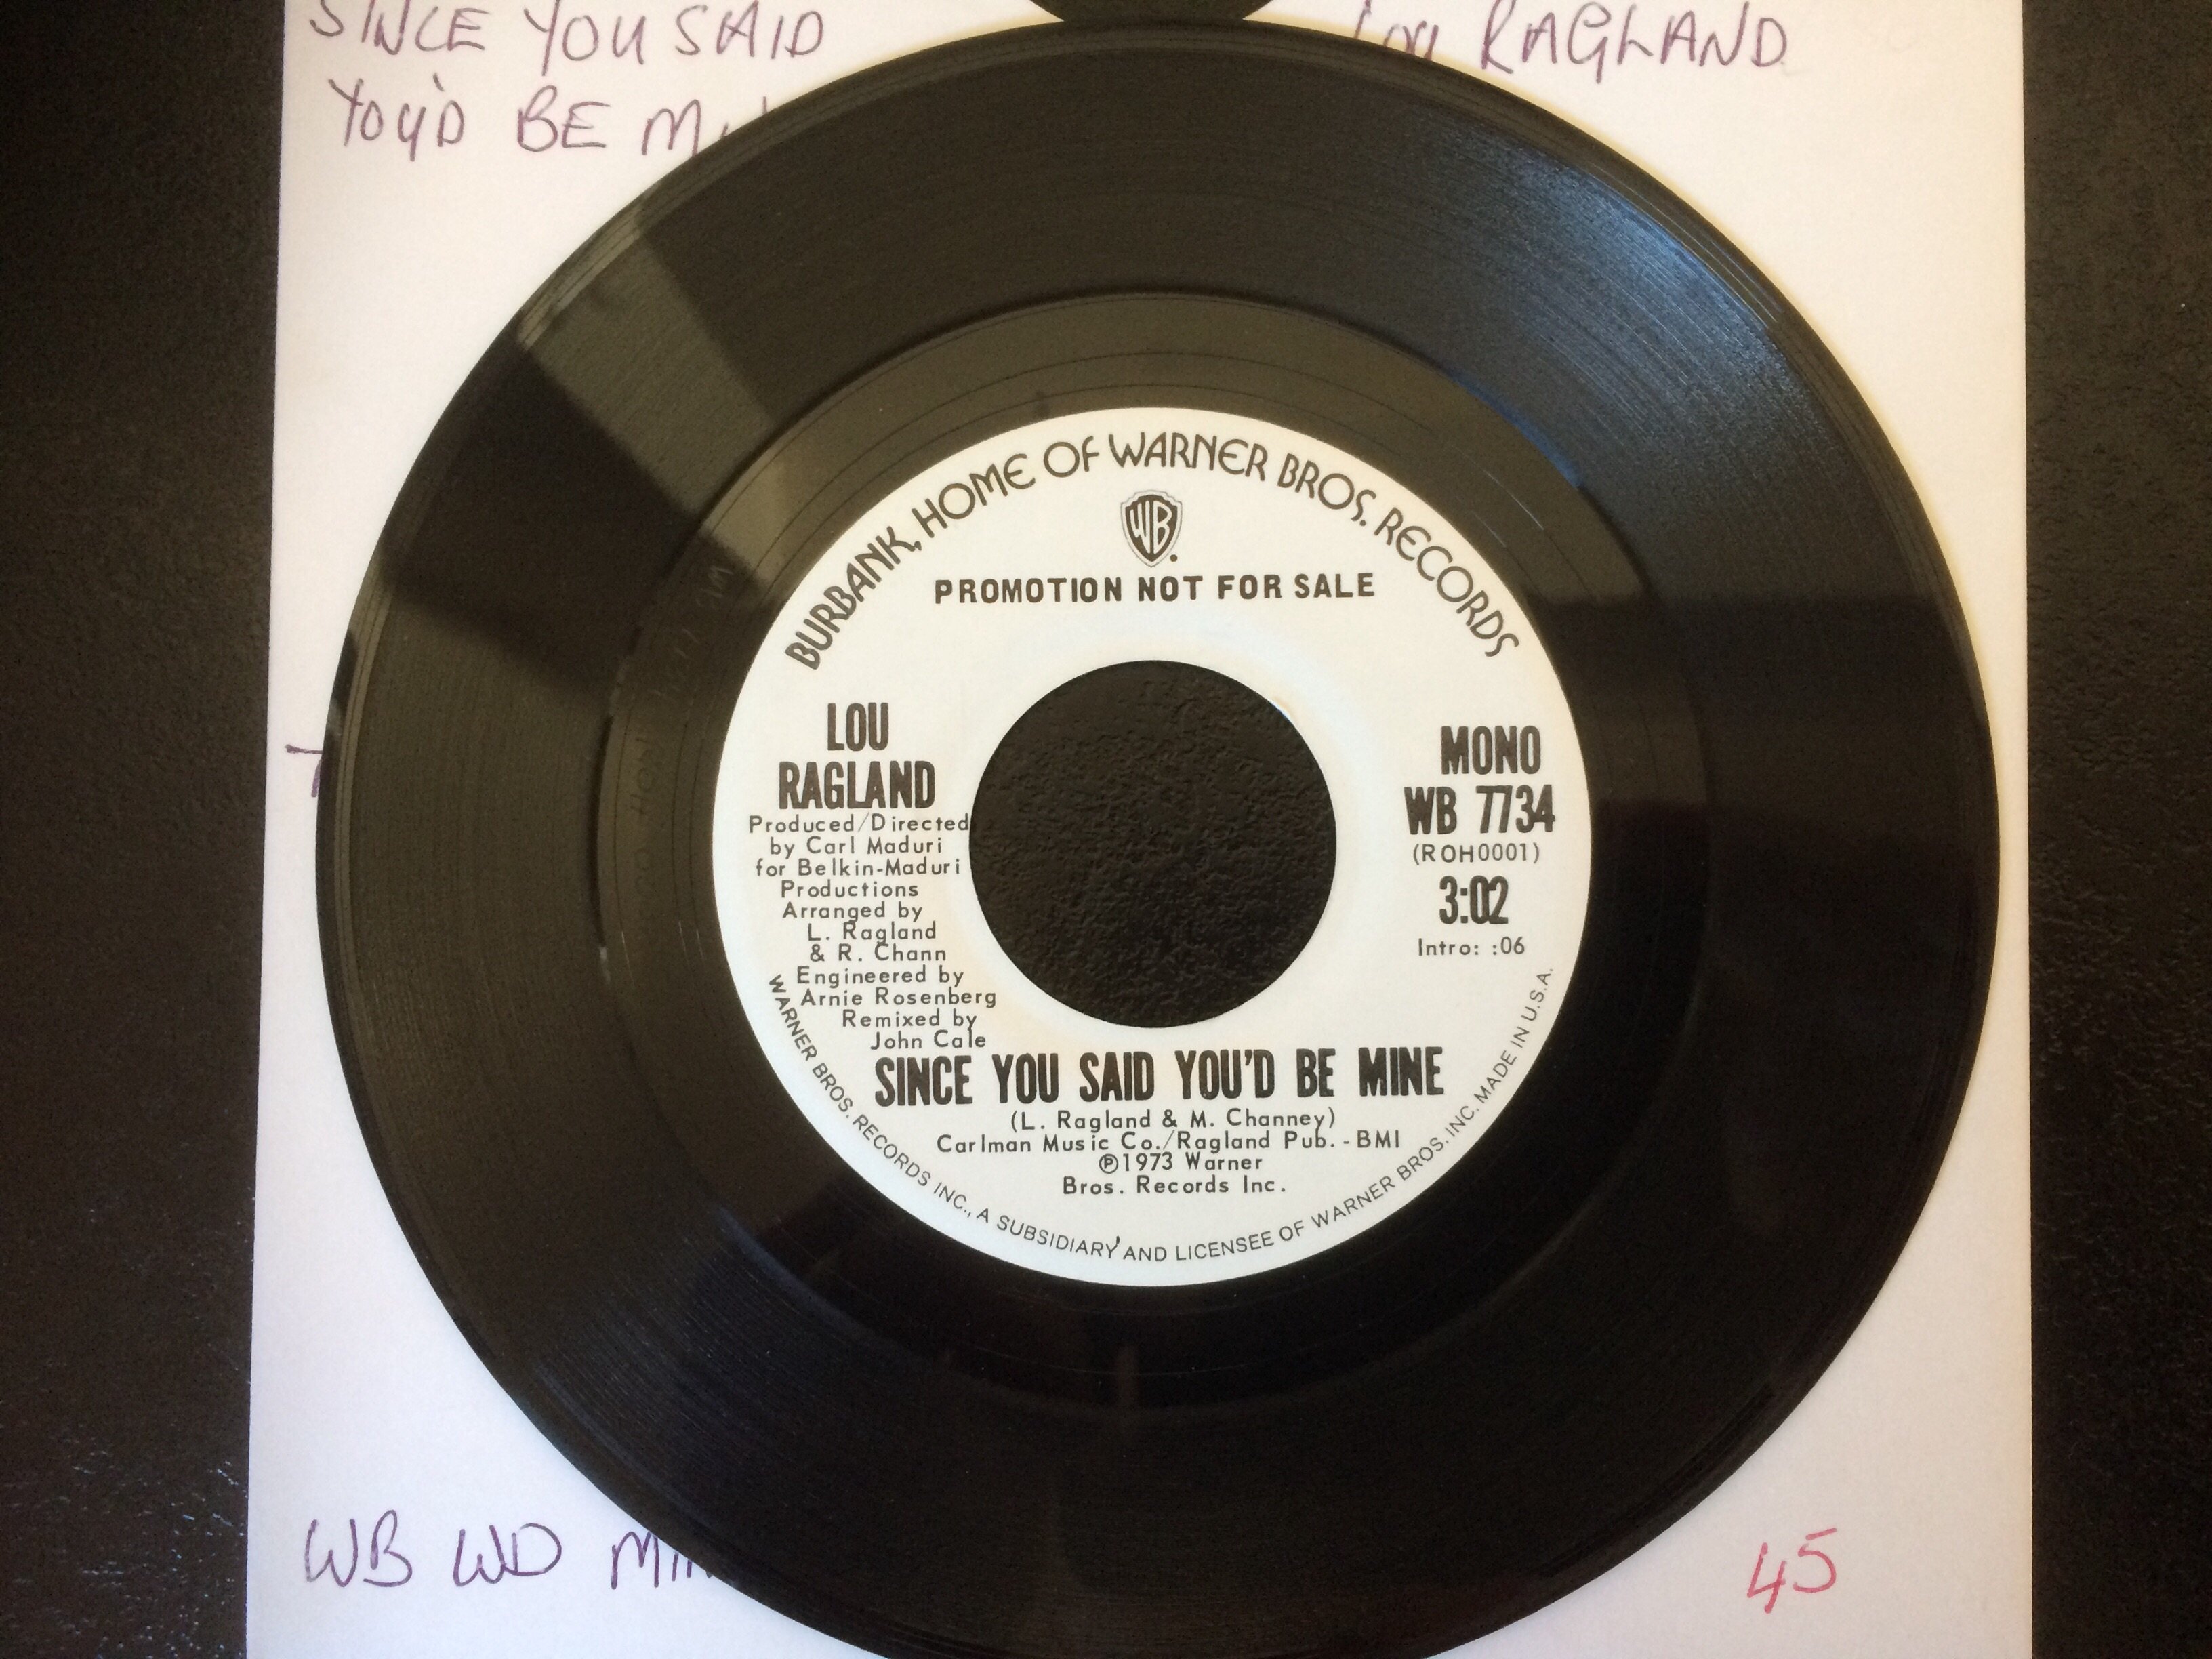 SINCE YOU SAID
YOU'D BE
LOU RAGLAND
BURBANK, HOME OF WARNER BROS. RECORDS
WB
PROMOTION NOT FOR SALE
LOU
RAGLAND
Produced/Directed
by Carl Maduri
for Belkin-Maduri
Productions
Arranged by
L. Ragland
& R. Chann
Engineered by
Arnie Rosenberg
Remixed by
John Cale
MONO
WB 7734
(ROH0001)
3:02
Intro: :06
SINCE YOU SAID YOU'D BE MINE
(L. Ragland & M. Channey)
Carlman Music Co./Ragland Pub. - BMI
℗1973 Warner
Bros. Records Inc.
WARNER BROS. RECORDS INC., A SUBSIDIARY AND LICENSEE OF WARNER BROS. INC. MADE IN U.S.A.
WB WD
45